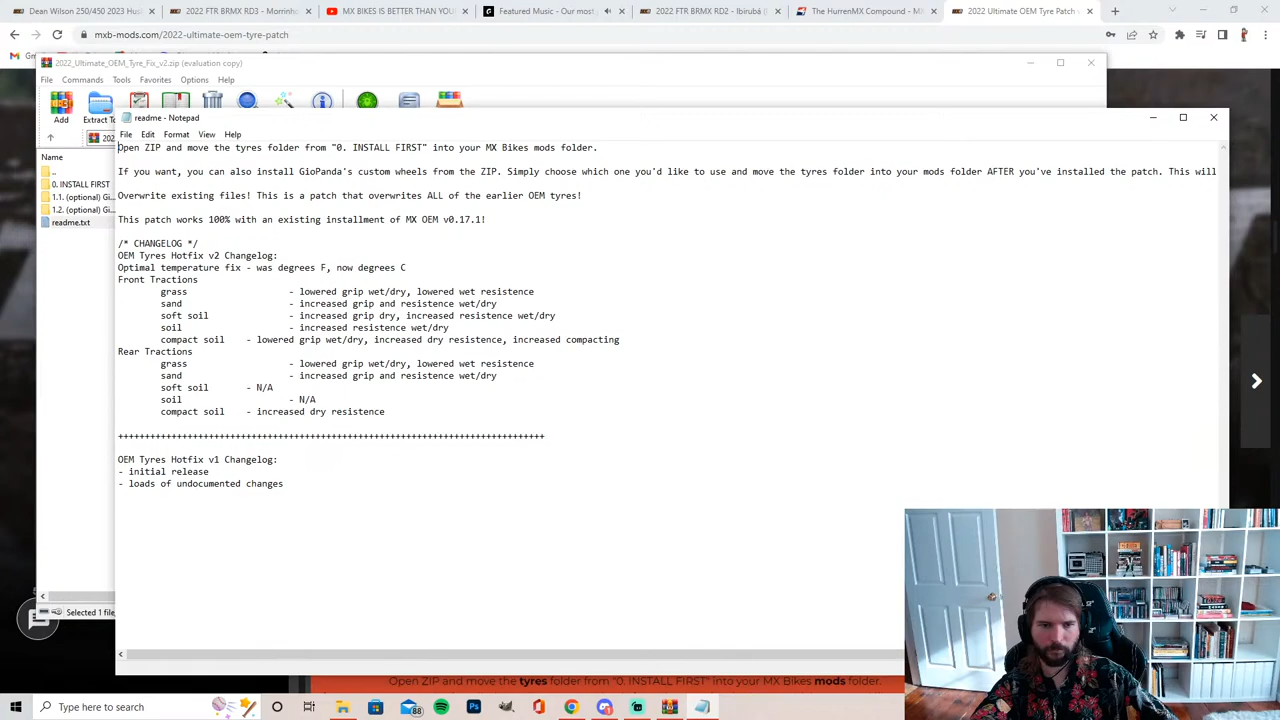 Dean Wilson 250/450 2023 Husk
2022 FTR BRMX RD3 - Morrinho
MX BIKES IS BETTER THAN YOU
Featured Music - Our most
2022 FTR BRMX RD2 - Ibirubá (
The HurrenMX Compound - MX
2022 Ultimate OEM Tyre Patch
mxb-mods.com/2022-ultimate-oem-tyre-patch
2022_Ultimate_OEM_Tyre_Fix_v2.zip (evaluation copy)
File Commands Tools Favorites Options Help
Add Extract T
readme - Notepad
File Edit Format View Help
Name
..
0. INSTALL FIRST
1.1. (optional) Gi
1.2. (optional) Gi
readme.txt
Open ZIP and move the tyres folder from "0. INSTALL FIRST" into your MX Bikes mods folder.
If you want, you can also install GioPanda's custom wheels from the ZIP. Simply choose which one you'd like to use and move the tyres folder into your mods folder AFTER you've installed the patch. This will
Overwrite existing files! This is a patch that overwrites ALL of the earlier OEM tyres!
This patch works 100% with an existing installment of MX OEM v0.17.1!
/* CHANGELOG */
OEM Tyres Hotfix v2 Changelog:
Optimal temperature fix - was degrees F, now degrees C
Front Tractions
grass - lowered grip wet/dry, lowered wet resistence
sand - increased grip and resistence wet/dry
soft soil - increased grip dry, increased resistence wet/dry
soil - increased resistence wet/dry
compact soil - lowered grip wet/dry, increased dry resistence, increased compacting
Rear Tractions
grass - lowered grip wet/dry, lowered wet resistence
sand - increased grip and resistence wet/dry
soft soil - N/A
soil - N/A
compact soil - increased dry resistence
++++++++++++++++++++++++++++++++++++++++++++++++++++++++++++++++++++++++++++++++
OEM Tyres Hotfix v1 Changelog:
- initial release
- loads of undocumented changes
Selected 1 file
Open ZIP and move the tyres folder from "0. INSTALL FIRST" into your MX Bikes mods folder.
Type here to search
88